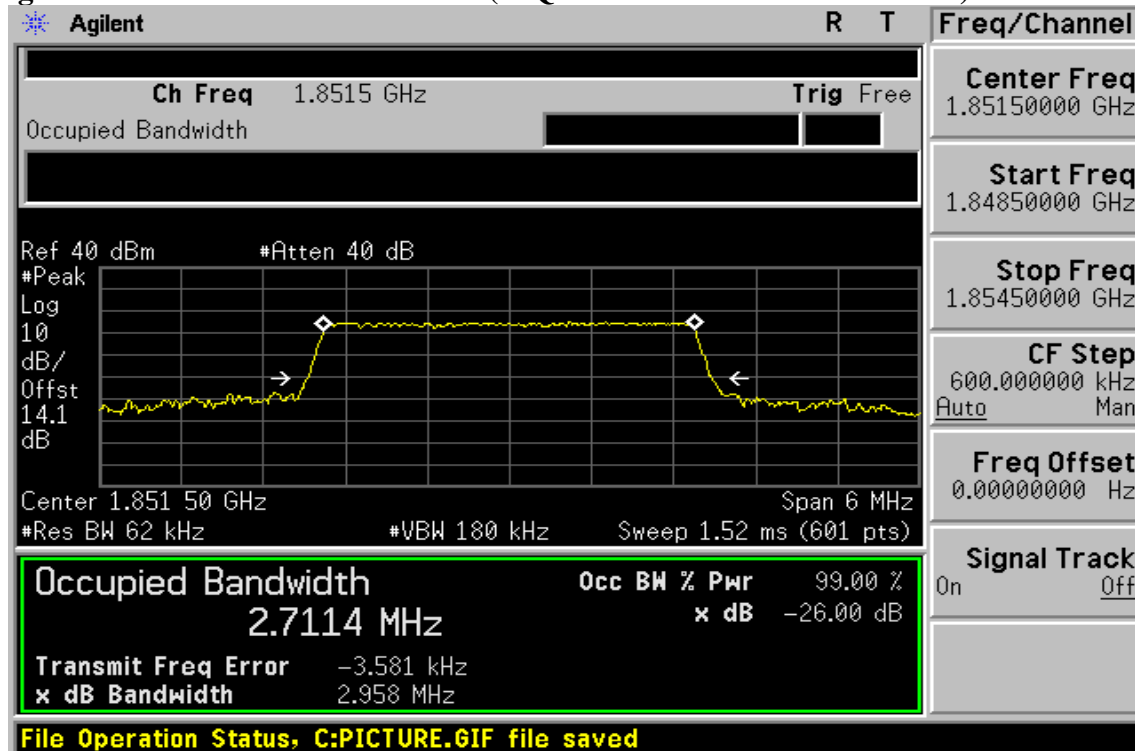 Agilent R T
Freq/Channel
Ch Freq 1.8515 GHz Trig Free
Occupied Bandwidth
Center Freq
1.85150000 GHz
Start Freq
1.84850000 GHz
Stop Freq
1.85450000 GHz
CF Step
600.000000 kHz
Auto Man
Freq Offset
0.00000000 Hz
Signal Track
On Off
Ref 40 dBm #Atten 40 dB
#Peak
Log
10
dB/
Offst
14.1
dB
Center 1.851 50 GHz Span 6 MHz
#Res BW 62 kHz #VBW 180 kHz Sweep 1.52 ms (601 pts)
Occupied Bandwidth Occ BW % Pwr 99.00 %
2.7114 MHz x dB -26.00 dB
Transmit Freq Error -3.581 kHz
x dB Bandwidth 2.958 MHz
File Operation Status, C:PICTURE.GIF file saved